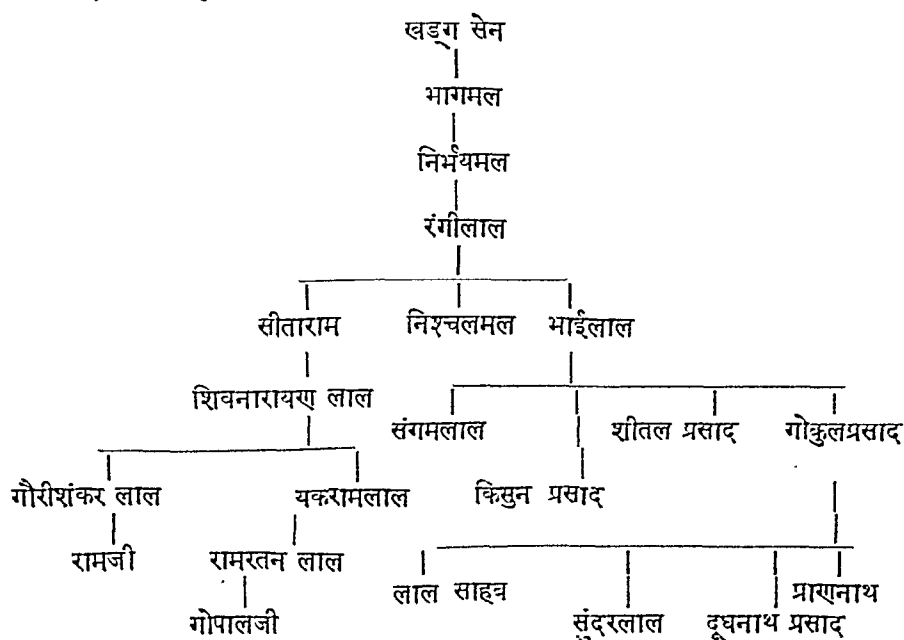 खड्ग सेन
भागमल
निर्भयमल
रंगीलाल
सीताराम निश्चलमल भाईलाल
शिवनारायण लाल
संगमलाल शीतल प्रसाद गोकुलप्रसाद
गौरीशंकर लाल यकरामलाल किसुन प्रसाद
रामजी रामरतन लाल
लाल साहव प्राणनाथ
गोपालजी सुंदरलाल दूधनाथ प्रसाद